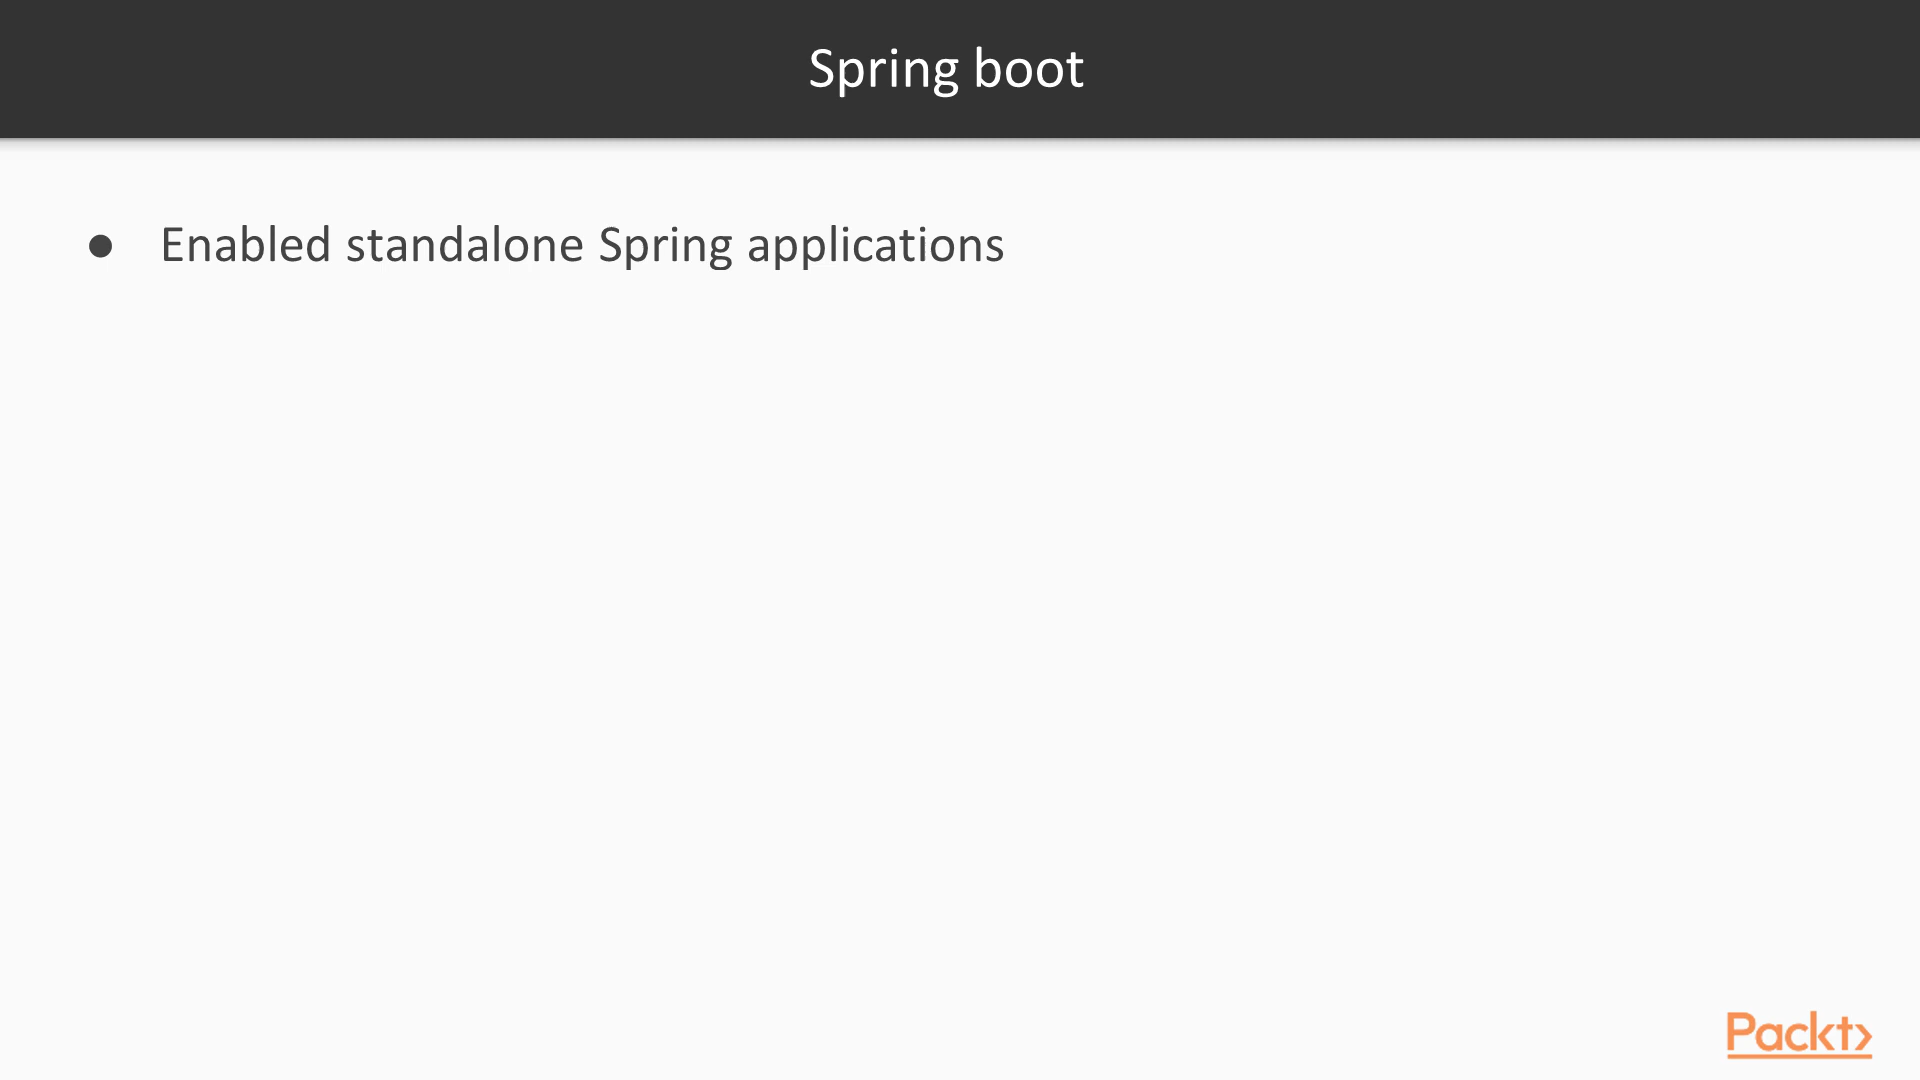 Spring boot
● Enabled standalone Spring applications
Packt>